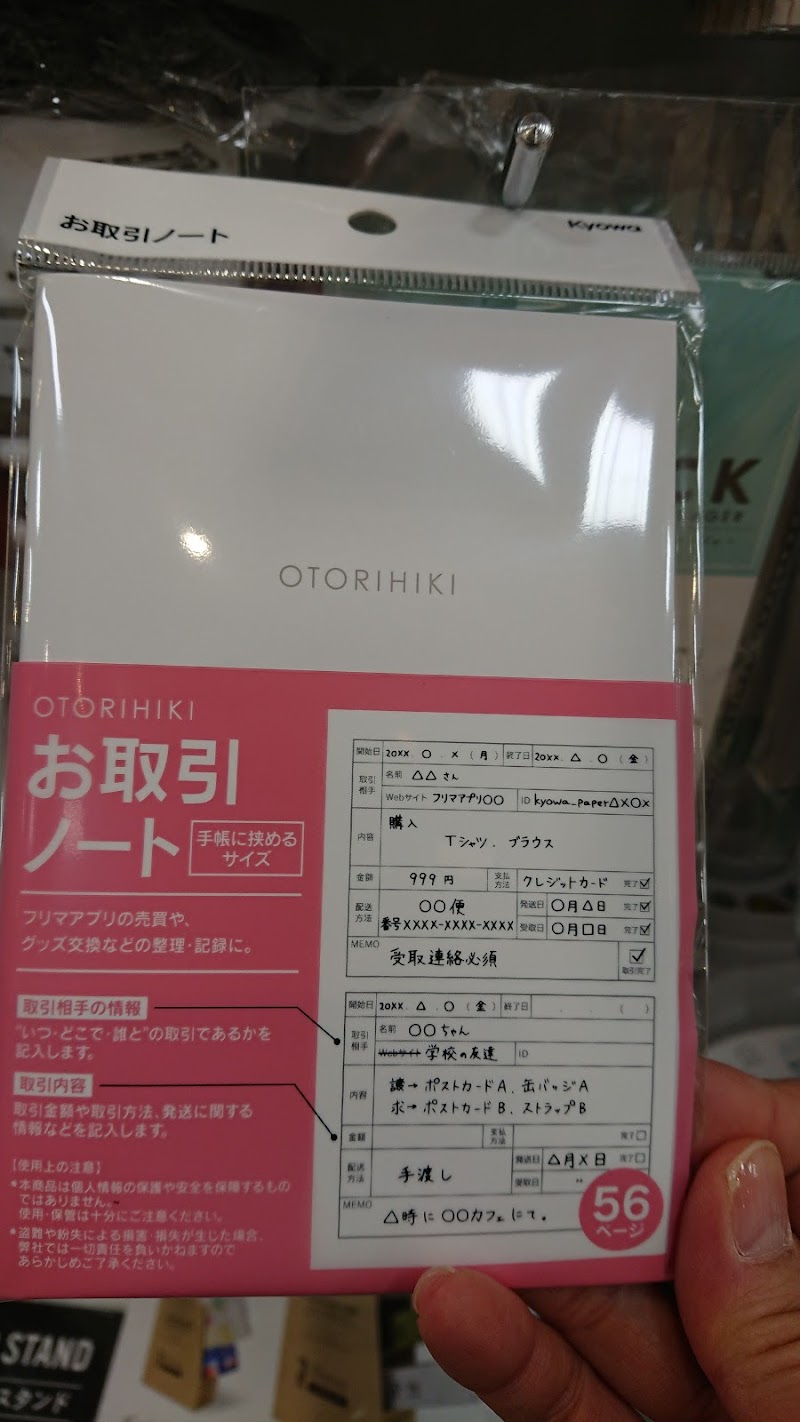 お取引ノート
Kyowa
OTORIHIKI
OTORIHIKI
お取引
ノート
手帳に挟める
サイズ
フリマアプリの売買や、
グッズ交換などの整理・記録に。
取引相手の情報
"いつ・どこで・誰と"の取引であるかを
記入します。
取引内容
取引金額や取引方法、発送に関する
情報などを記入します。
【使用上の注意】
*本商品は個人情報の保護や安全を保障するもの
ではありません。
使用・保管は十分にご注意ください。
*盗難や紛失による損害・損失が生じた場合、
弊社では一切責任を負いかねますので
あらかじめご了承ください。
開始日 20XX. ○ . × (月) 終了日 20XX. △ . ○ (金)
取引相手 名前 △△さん
Webサイト フリマアプリ○○ ID kyowa_paper△×○×
内容 購入
Tシャツ、ブラウス
金額 999円 支払方法 クレジットカード 完了☑
配送方法 ○○便 発送日 ○月△日 完了☑
番号XXXX-XXXX-XXXX 受取日 ○月□日 完了☑
MEMO 受取連絡必須 ☑ 取引完了
開始日 20XX. △ . ○ (金) 終了日 . . ( )
取引相手 名前 ○○ちゃん
Webサイト 学校の友達 ID
内容 譲→ポストカードA、缶バッジA
求→ポストカードB、ストラップB
金額 支払方法 完了□
配送方法 手渡し 発送日 △月×日 完了□
受取日
MEMO △時に○○カフェにて。
56
ページ
CK
STAND
スタンド